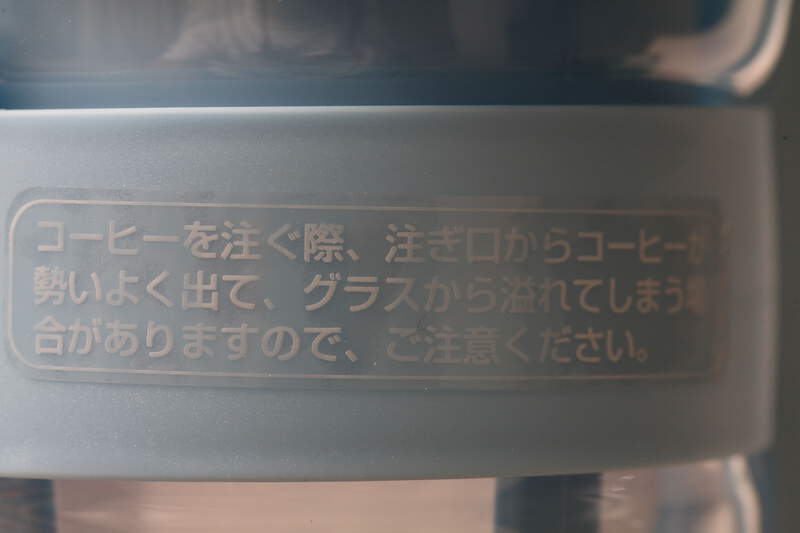 コーヒーを注ぐ際、注ぎ口からコーヒーが
勢いよく出て、グラスから溢れてしまう場
合がありますので、ご注意ください。